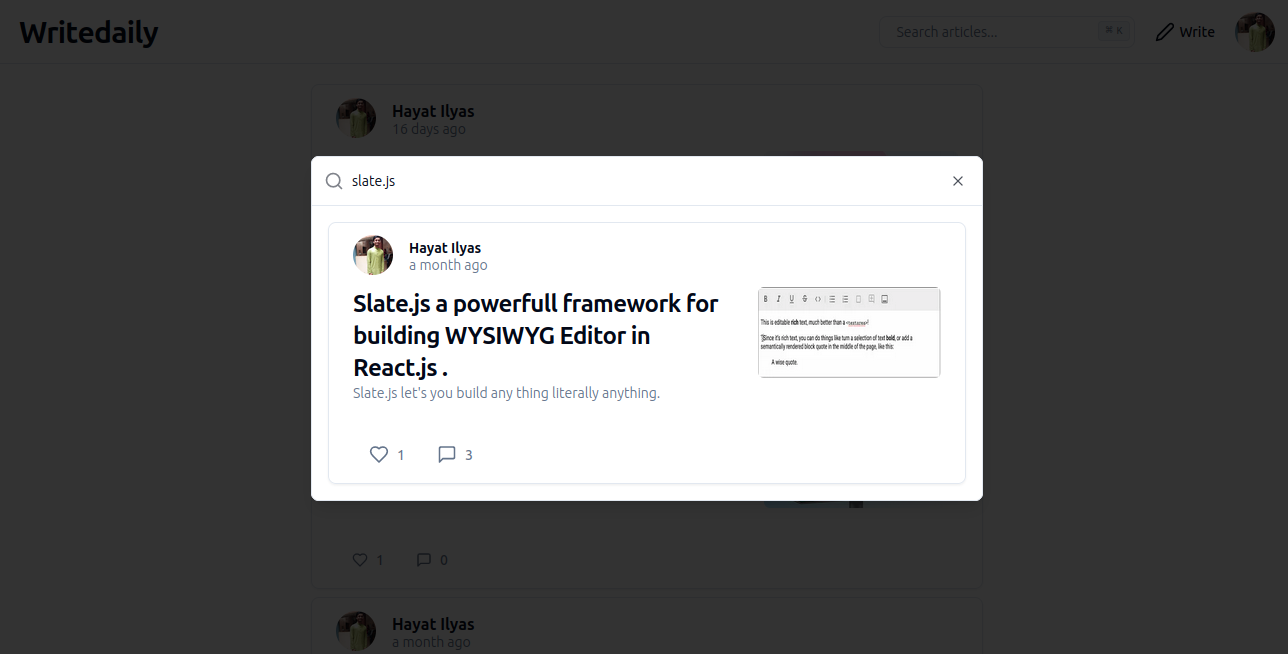 Writedaily
Search articles...
⌘ K
Write
Hayat Ilyas
16 days ago
slate.js
Hayat Ilyas
a month ago
Slate.js a powerfull framework for
building WYSIWYG Editor in
React.js .
Slate.js let's you build any thing literally anything.
B I U S <>
This is editable rich text, much better than a <textarea>!
Since it's rich text, you can do things like turn a selection of text bold, or add a
semantically rendered block quote in the middle of the page, like this:
A wise quote.
1 3
1 0
Hayat Ilyas
a month ago